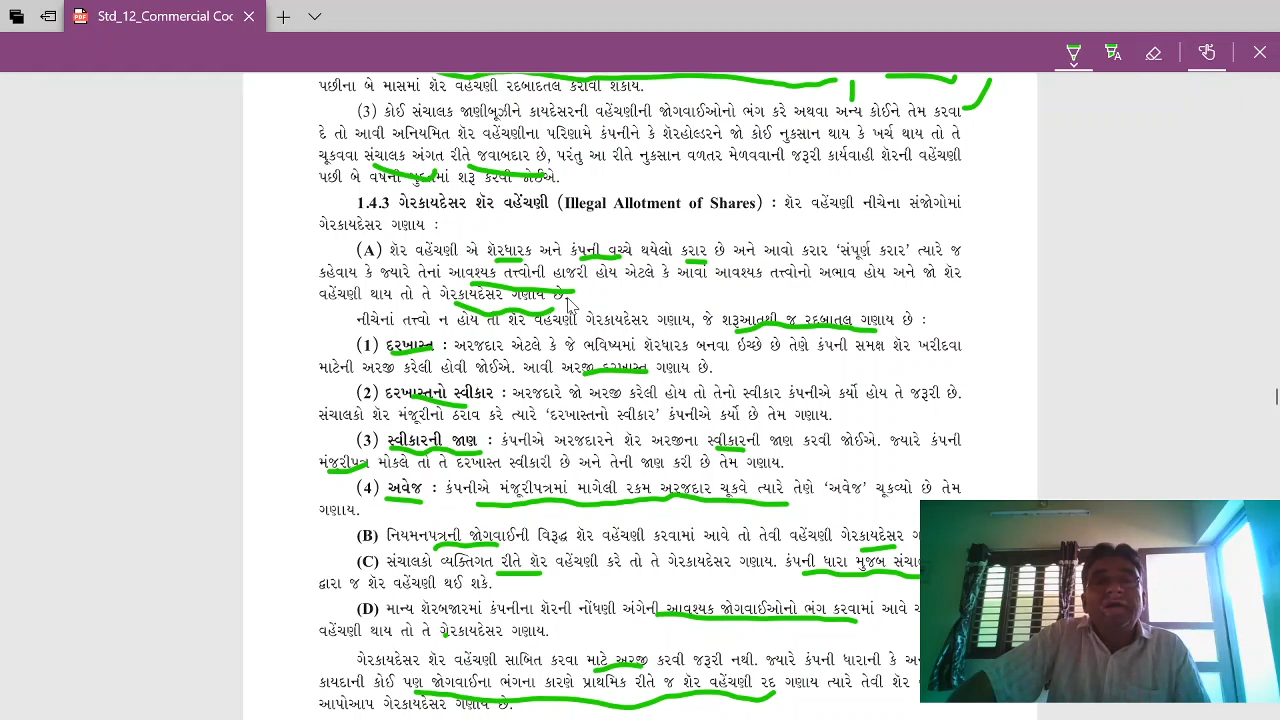 Std_12_Commercial Coc
પછીના બે માસમાં શૅર વહેંચણી રદબાદતલ કરાવી શકાય.
(3) કોઈ સંચાલક જાણીબૂઝીને કાયદેસરની વહેંચણીની જોગવાઈઓનો ભંગ કરે અથવા અન્ય કોઈને તેમ કરવા
દે તો આવી અનિયમિત શૅર વહેંચણીના પરિણામે કંપનીને કે શૅરહોલ્ડરને જો કોઈ નુકસાન થાય કે ખર્ચ થાય તો તે
ચૂકવવા સંચાલક અંગત રીતે જવાબદાર છે, પરંતુ આ રીતે નુકસાન વળતર મેળવવાની જરૂરી કાર્યવાહી શૅરની વહેંચણી
પછી બે વર્ષની મુદતમાં શરૂ કરવી જોઈએ.
1.4.3 ગેરકાયદેસર શૅર વહેંચણી (Illegal Allotment of Shares) : શૅર વહેંચણી નીચેના સંજોગોમાં
ગેરકાયદેસર ગણાય :
(A) શૅર વહેંચણી એ શૅરધારક અને કંપની વચ્ચે થયેલો કરાર છે અને આવો કરાર ‘સંપૂર્ણ કરાર’ ત્યારે જ
કહેવાય કે જ્યારે તેનાં આવશ્યક તત્ત્વોની હાજરી હોય એટલે કે આવાં આવશ્યક તત્ત્વોનો અભાવ હોય અને જો શૅર
વહેંચણી થાય તો તે ગેરકાયદેસર ગણાય છે.
નીચેનાં તત્ત્વો ન હોય તો શૅર વહેંચણી ગેરકાયદેસર ગણાય, જે શરૂઆતથી જ રદબાતલ ગણાય છે :
(1) દરખાસ્ત : અરજદાર એટલે કે જે ભવિષ્યમાં શૅરધારક બનવા ઇચ્છે છે તેણે કંપની સમક્ષ શૅર ખરીદવા
માટેની અરજી કરેલી હોવી જોઈએ. આવી અરજી દરખાસ્ત ગણાય છે.
(2) દરખાસ્તનો સ્વીકાર : અરજદારે જો અરજી કરેલી હોય તો તેનો સ્વીકાર કંપનીએ કર્યો હોય તે જરૂરી છે.
સંચાલકો શૅર મંજૂરીનો ઠરાવ કરે ત્યારે ‘દરખાસ્તનો સ્વીકાર’ કંપનીએ કર્યો છે તેમ ગણાય.
(3) સ્વીકારની જાણ : કંપનીએ અરજદારને શૅર અરજીના સ્વીકારની જાણ કરવી જોઈએ. જ્યારે કંપની
મંજરીપત્ર મોકલે તો તે દરખાસ્ત સ્વીકારી છે અને તેની જાણ કરી છે તેમ ગણાય.
(4) અવેજ : કંપનીએ મંજૂરીપત્રમાં માગેલી રકમ અરજદાર ચૂકવે ત્યારે તેણે ‘અવેજ’ ચૂકવ્યો છે તેમ
ગણાય.
(B) નિયમનપત્રની જોગવાઈની વિરૂદ્ધ શૅર વહેંચણી કરવામાં આવે તો તેવી વહેંચણી ગેરકાયદેસર
(C) સંચાલકો વ્યક્તિગત રીતે શૅર વહેંચણી કરે તો તે ગેરકાયદેસર ગણાય. કંપની ધારા મુજબ
દ્વારા જ શૅર વહેંચણી થઈ શકે.
(D) માન્ય શૅરબજારમાં કંપનીના શૅરની નોંધણી અંગેની આવશ્યક જોગવાઈઓનો ભંગ કરવામાં આવે
વહેંચણી થાય તો તે ગેરકાયદેસર ગણાય.
ગેરકાયદેસર શૅર વહેંચણી સાબિત કરવા માટે અરજી કરવી જરૂરી નથી. જ્યારે કંપની ધારાની કે
કાયદાની કોઈ પણ જોગવાઈના ભંગના કારણે પ્રાથમિક રીતે જ શૅર વહેંચણી રદ ગણાય ત્યારે તેવી શૅર
આપોઆપ ગેરકાયદેસર ગણાય છે.